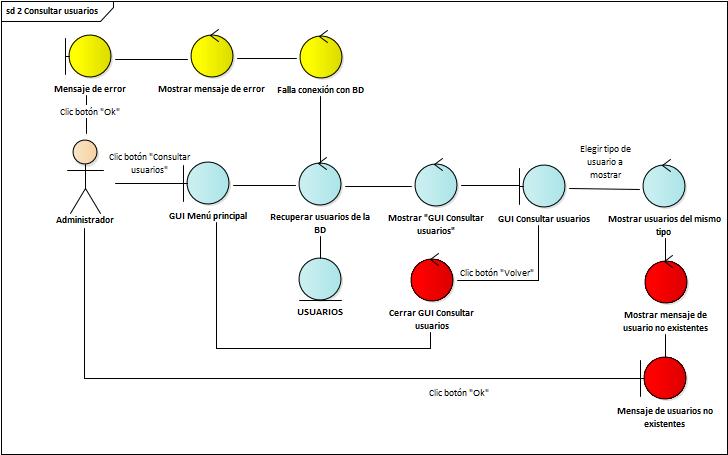 sd 2 Consultar usuarios
Mensaje de error
Mostrar mensaje de error
Falla conexión con BD
Clic botón "Ok"
Clic botón "Consultar
usuarios"
Elegir tipo de
usuario a
mostrar
Administrador
GUI Menú principal
Recuperar usuarios de la
BD
Mostrar "GUI Consultar
usuarios"
GUI Consultar usuarios
Mostrar usuarios del mismo
tipo
Clic botón "Volver"
USUARIOS
Cerrar GUI Consultar
usuarios
Mostrar mensaje de
usuario no existentes
Clic botón "Ok"
Mensaje de usuarios no
existentes